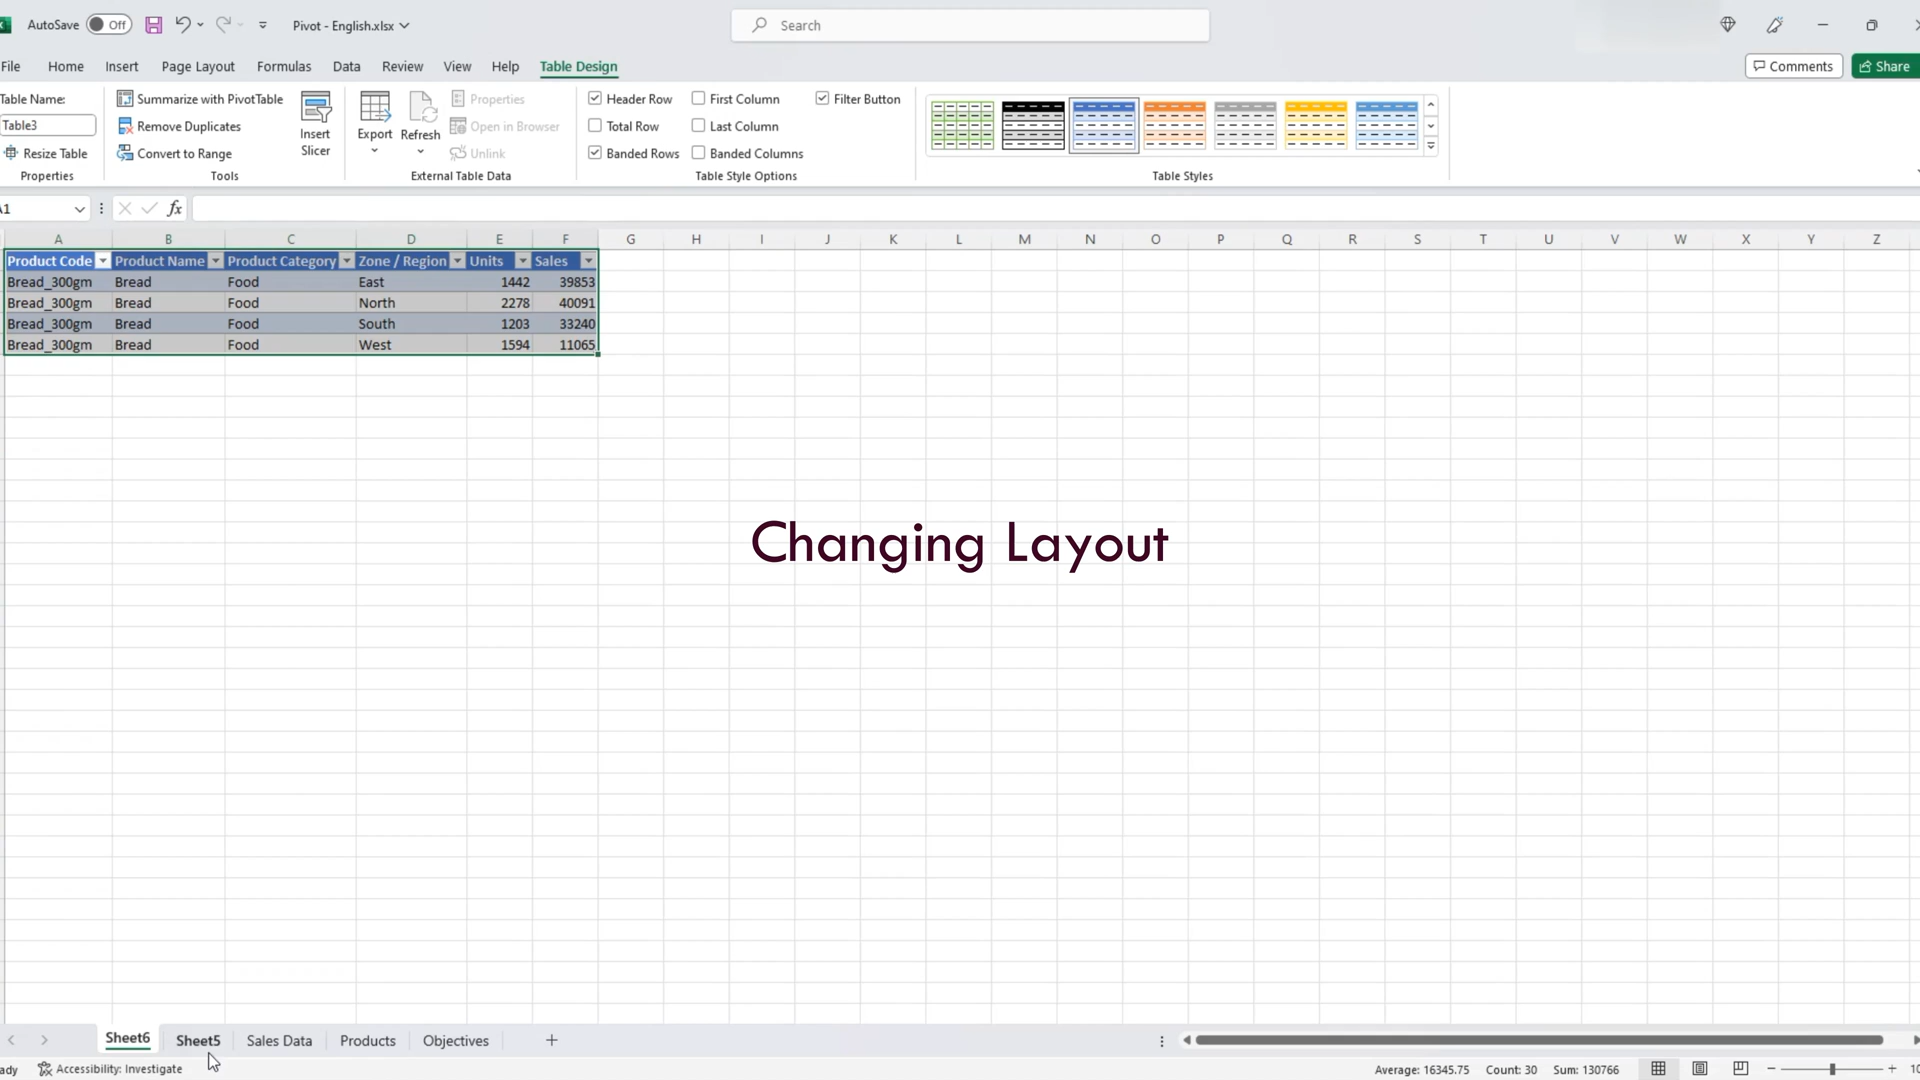 AutoSave Off Pivot - English.xlsx Search
File Home Insert Page Layout Formulas Data Review View Help Table Design Comments Share
Table Name:
Table3
Resize Table
Properties
Summarize with PivotTable
Remove Duplicates
Convert to Range
Tools
Insert
Slicer
Export Refresh
Properties
Open in Browser
Unlink
External Table Data
Header Row First Column Filter Button
Total Row Last Column
Banded Rows Banded Columns
Table Style Options
Table Styles
A1 fx
A B C D E F G H I J K L M N O P Q R S T U V W X Y Z
Product Code Product Name Product Category Zone / Region Units Sales
Bread_300gm Bread Food East 1442 39853
Bread_300gm Bread Food North 2278 40091
Bread_300gm Bread Food South 1203 33240
Bread_300gm Bread Food West 1594 11065
Changing Layout
Sheet6 Sheet5 Sales Data Products Objectives
Accessibility: Investigate Average: 16345.75 Count: 30 Sum: 130766